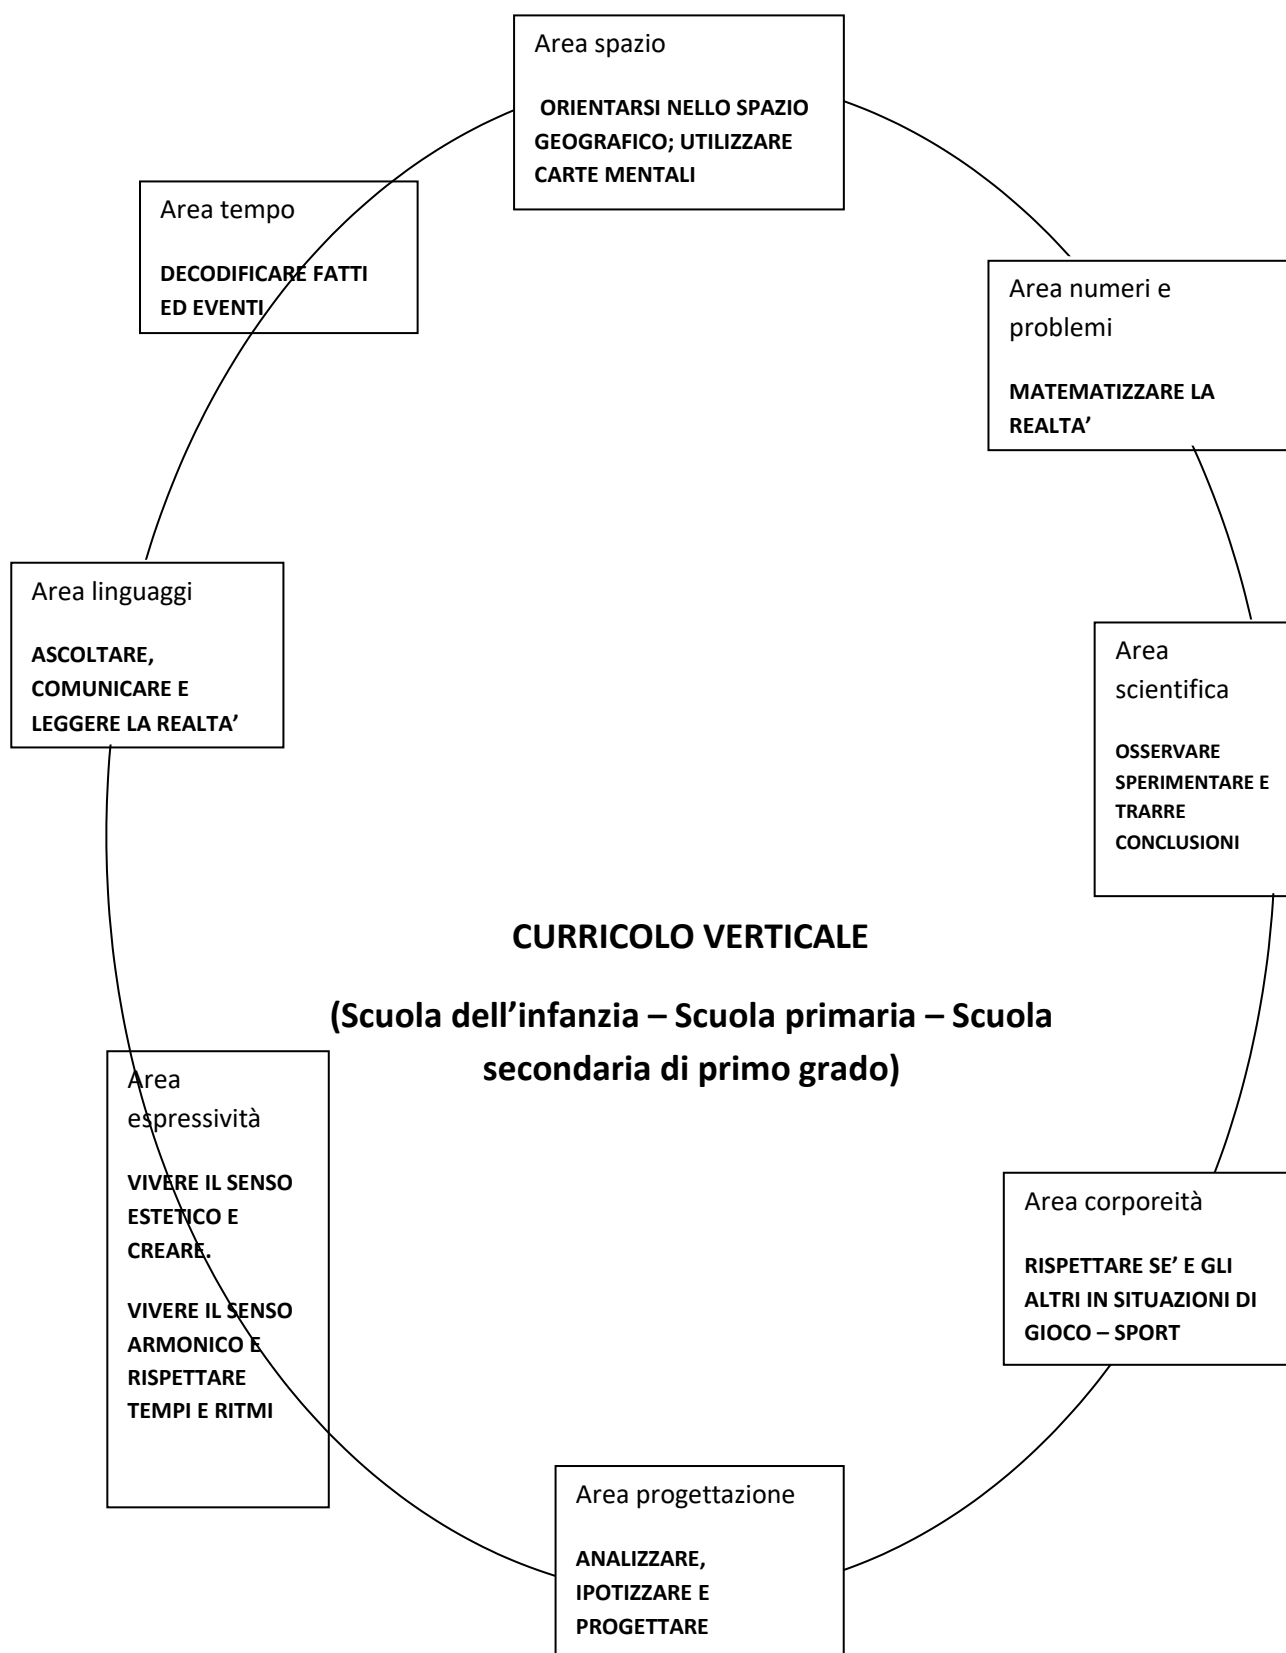 Area spazio
ORIENTARSI NELLO SPAZIO
GEOGRAFICO; UTILIZZARE
CARTE MENTALI
Area tempo
DECODIFICARE FATTI
ED EVENTI
Area numeri e
problemi
MATEMATIZZARE LA
REALTA’
Area linguaggi
ASCOLTARE,
COMUNICARE E
LEGGERE LA REALTA’
Area
scientifica
OSSERVARE
SPERIMENTARE E
TRARRE
CONCLUSIONI
CURRICOLO VERTICALE
(Scuola dell’infanzia – Scuola primaria – Scuola
secondaria di primo grado)
Area
espressività
VIVERE IL SENSO
ESTETICO E
CREARE.
VIVERE IL SENSO
ARMONICO E
RISPETTARE
TEMPI E RITMI
Area corporeità
RISPETTARE SE’ E GLI
ALTRI IN SITUAZIONI DI
GIOCO – SPORT
Area progettazione
ANALIZZARE,
IPOTIZZARE E
PROGETTARE